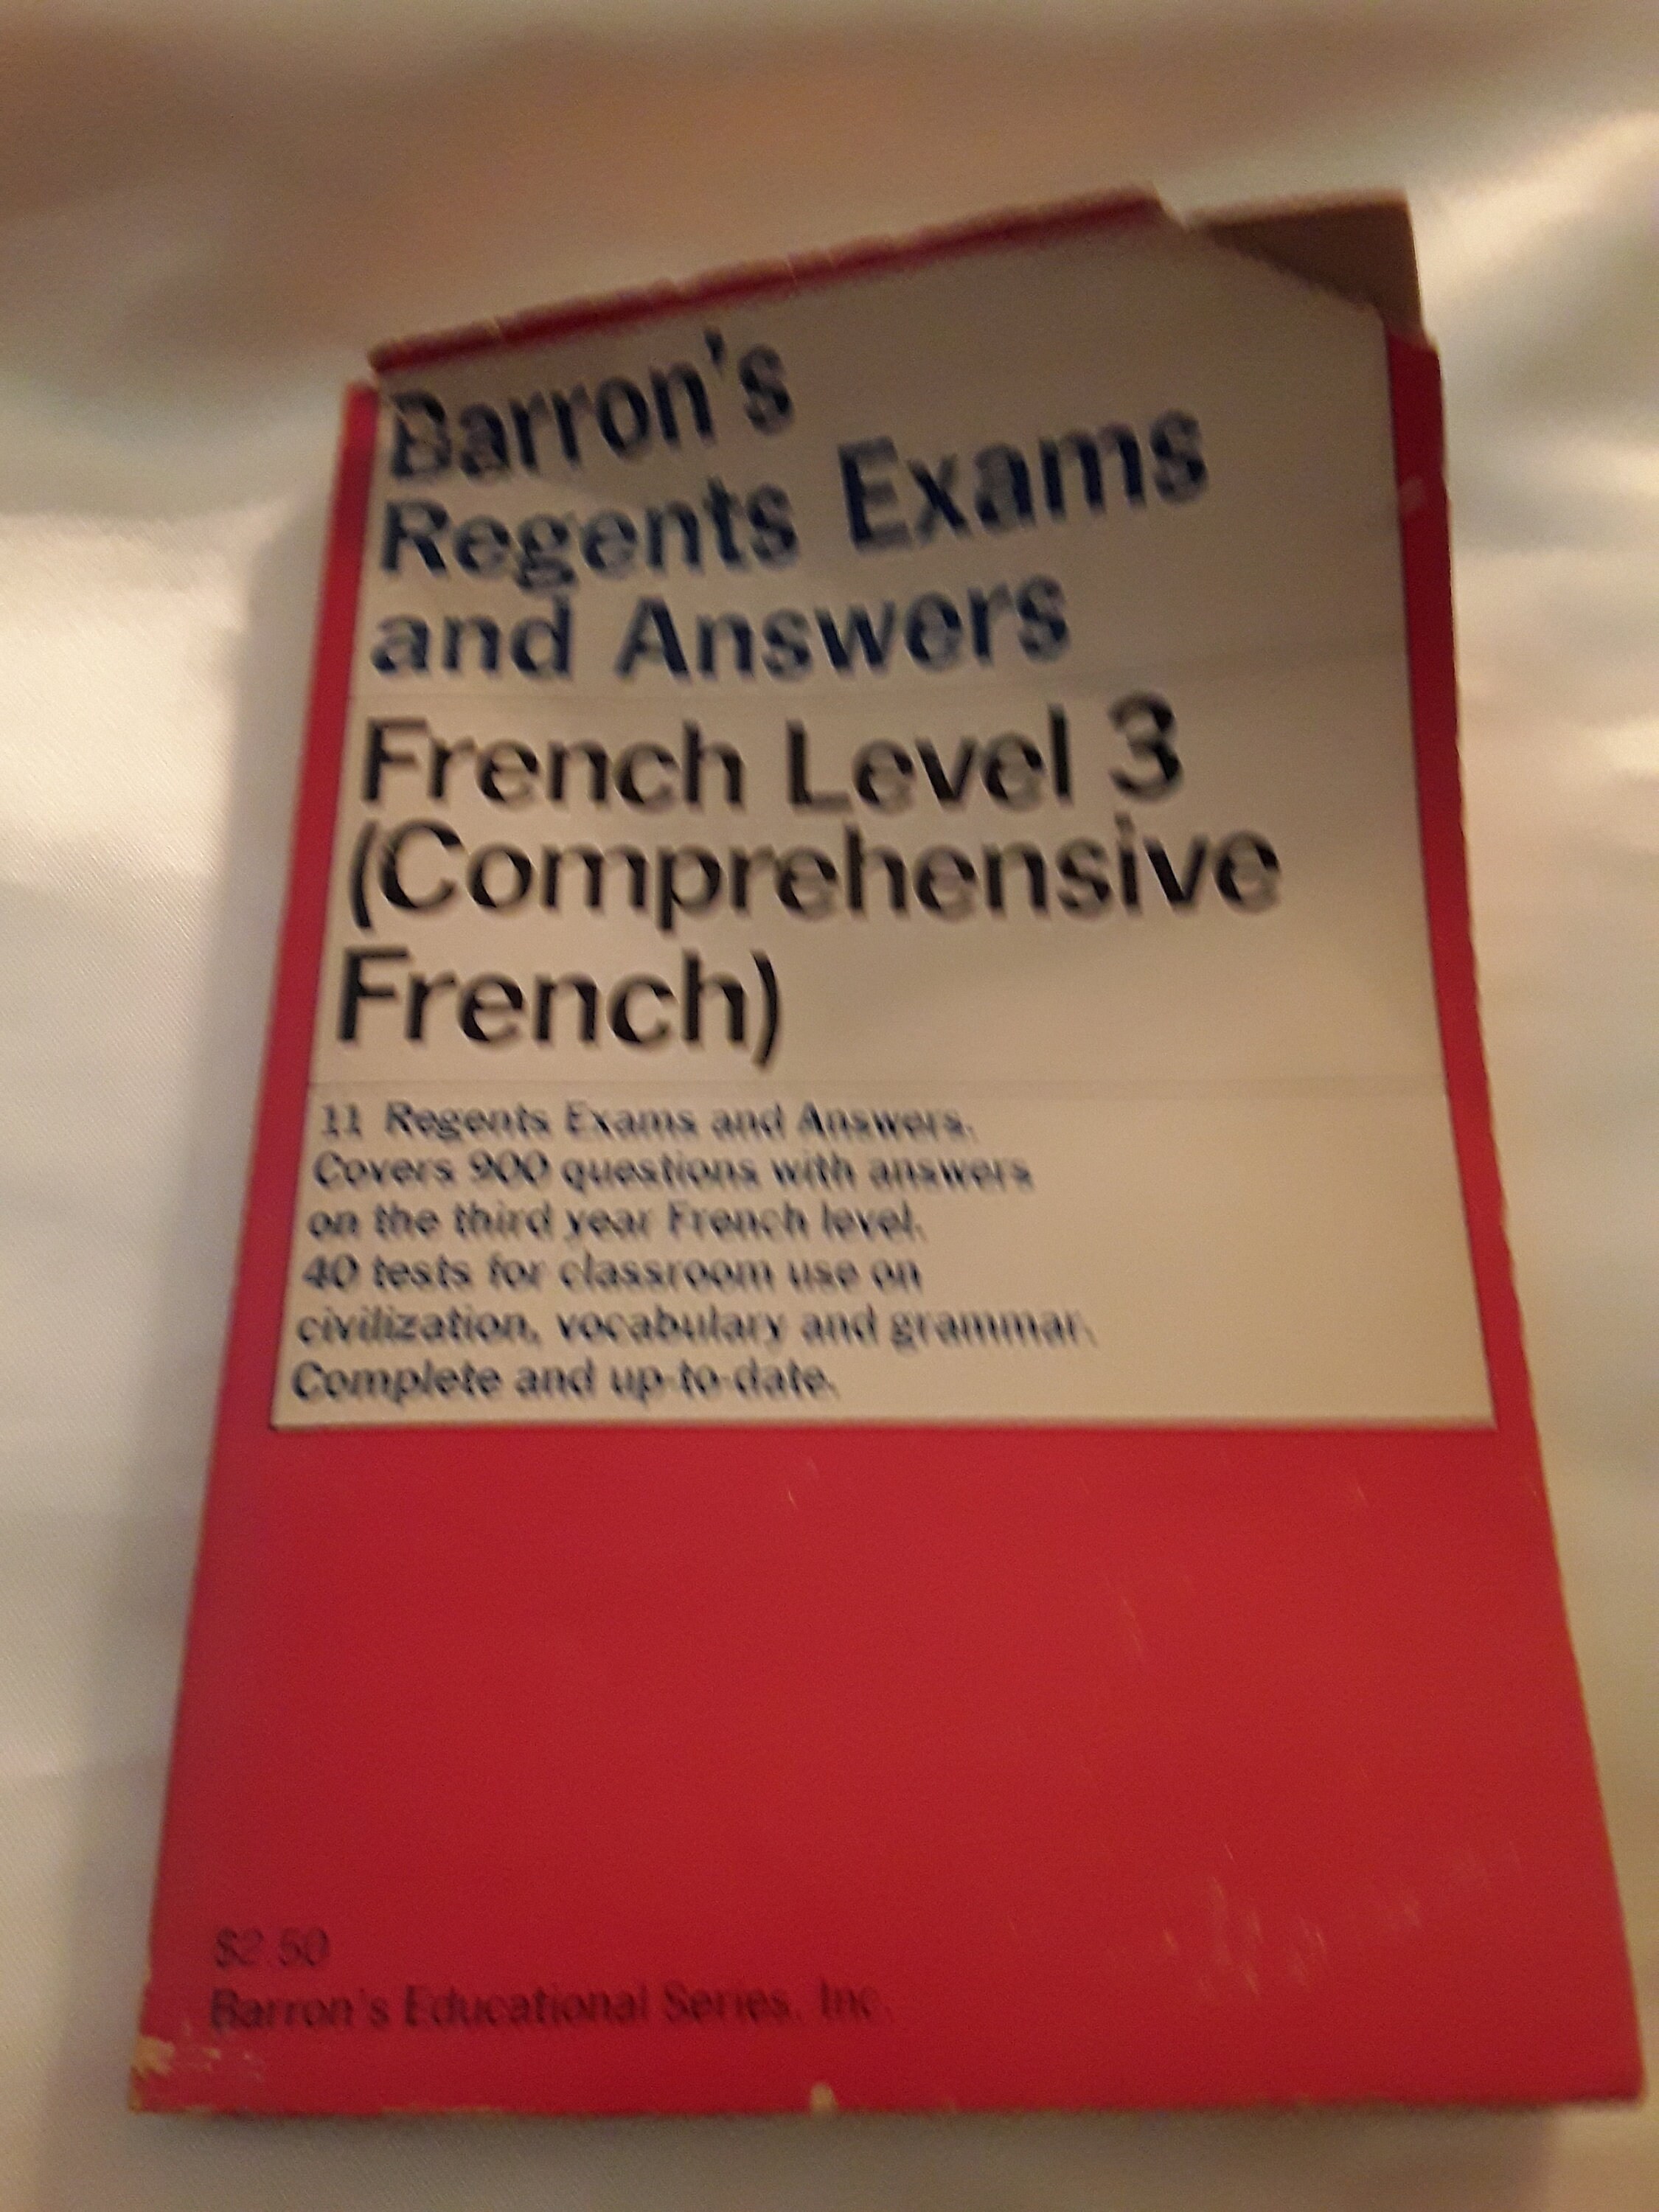 Barron's
Regents Exams
and Answers
French Level 3
(Comprehensive
French)
11 Regents Exams and Answers.
Covers 900 questions with answers
on the third year French level.
40 tests for classroom use on
civilization, vocabulary and grammar.
Complete and up-to-date.
$2.50
Barron's Educational Series, Inc.